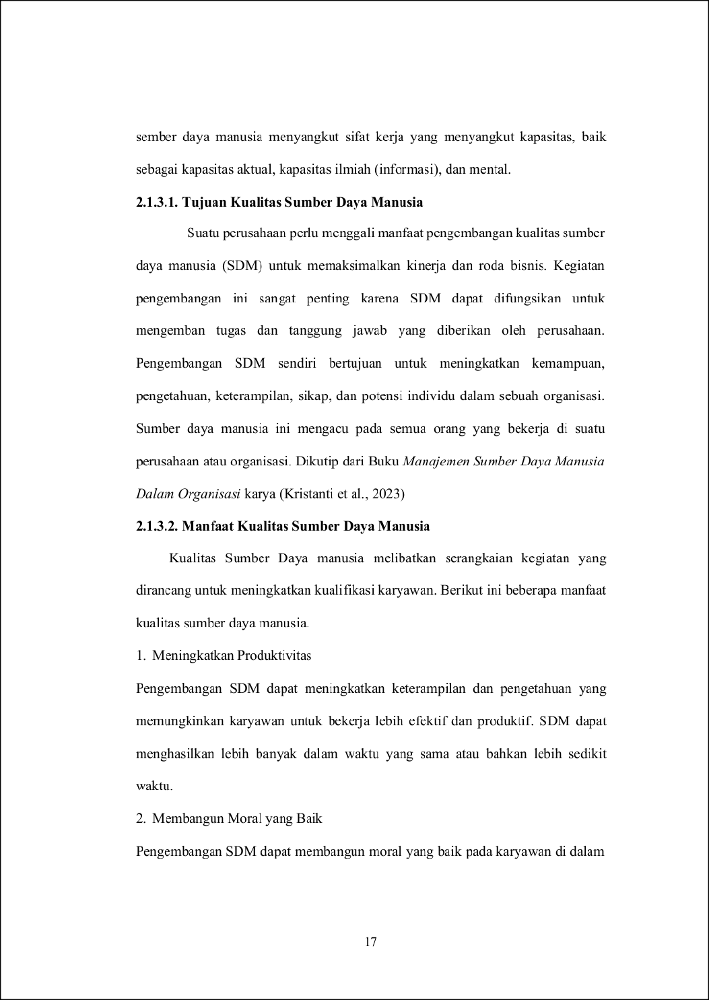 sember daya manusia menyangkut sifat kerja yang menyangkut kapasitas, baik
sebagai kapasitas aktual, kapasitas ilmiah (informasi), dan mental.
2.1.3.1. Tujuan Kualitas Sumber Daya Manusia
Suatu perusahaan perlu menggali manfaat pengembangan kualitas sumber
daya manusia (SDM) untuk memaksimalkan kinerja dan roda bisnis. Kegiatan
pengembangan ini sangat penting karena SDM dapat difungsikan untuk
mengemban tugas dan tanggung jawab yang diberikan oleh perusahaan.
Pengembangan SDM sendiri bertujuan untuk meningkatkan kemampuan,
pengetahuan, keterampilan, sikap, dan potensi individu dalam sebuah organisasi.
Sumber daya manusia ini mengacu pada semua orang yang bekerja di suatu
perusahaan atau organisasi. Dikutip dari Buku Manajemen Sumber Daya Manusia
Dalam Organisasi karya (Kristanti et al., 2023)
2.1.3.2. Manfaat Kualitas Sumber Daya Manusia
Kualitas Sumber Daya manusia melibatkan serangkaian kegiatan yang
dirancang untuk meningkatkan kualifikasi karyawan. Berikut ini beberapa manfaat
kualitas sumber daya manusia.
1. Meningkatkan Produktivitas
Pengembangan SDM dapat meningkatkan keterampilan dan pengetahuan yang
memungkinkan karyawan untuk bekerja lebih efektif dan produktif. SDM dapat
menghasilkan lebih banyak dalam waktu yang sama atau bahkan lebih sedikit
waktu.
2. Membangun Moral yang Baik
Pengembangan SDM dapat membangun moral yang baik pada karyawan di dalam
17